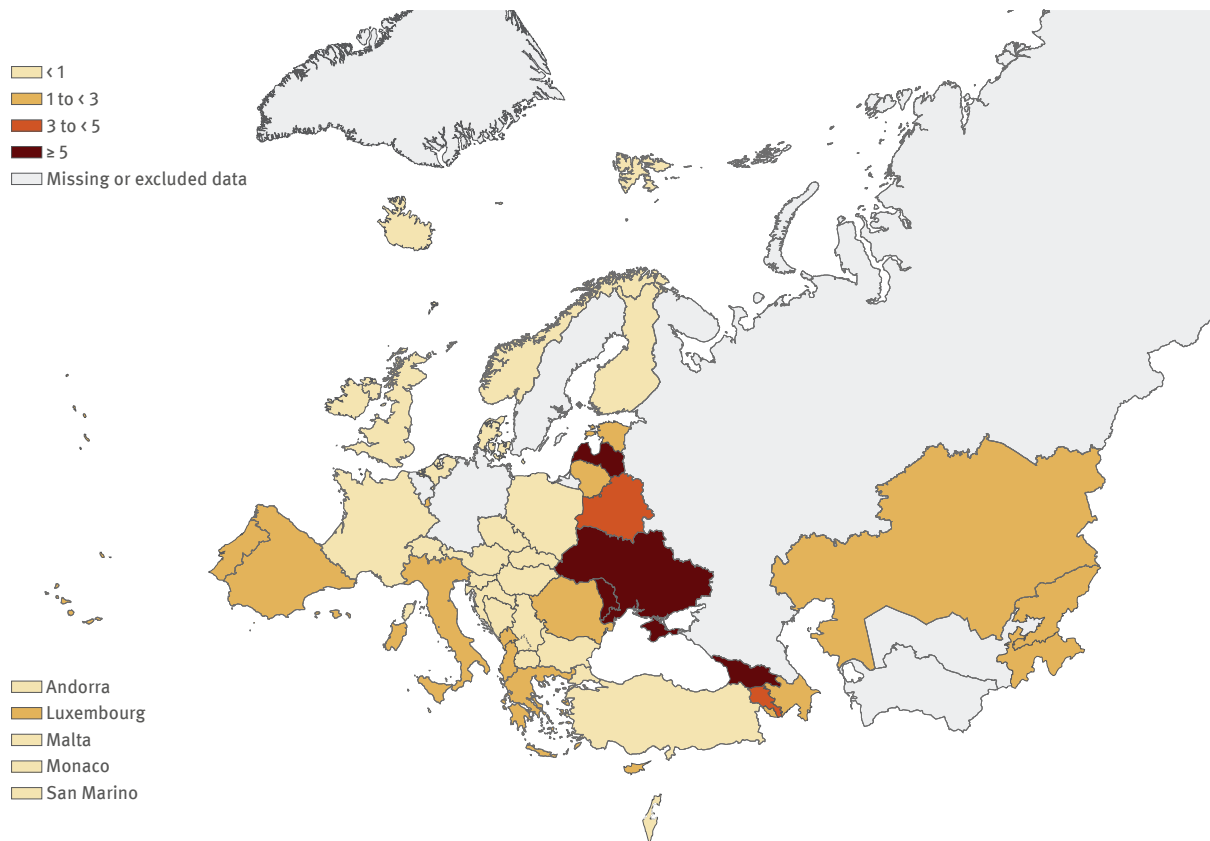 < 1
1 to < 3
3 to < 5
≥ 5
Missing or excluded data
Andorra
Luxembourg
Malta
Monaco
San Marino